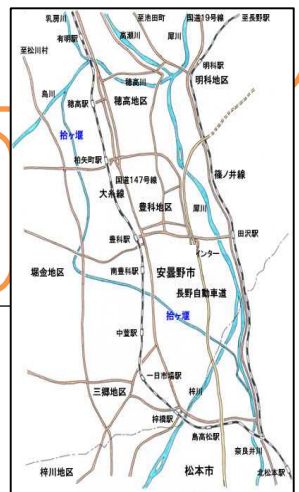 乳房川
至池田町
国道19号線
至長野駅
高瀬川
犀川
有明駅
至松川村
明科駅
明科地区
穂高川
烏川
穂高地区
穂高駅
拾ヶ堰
柏矢町駅
国道147号線
篠ノ井線
大糸線
豊科地区
犀川
豊科駅
田沢駅
インター
堀金地区
南豊科駅
安曇野市
長野自動車道
拾ヶ堰
中萱駅
一日市場駅
三郷地区
梓川
梓橋駅
島高松駅
奈良井川
梓川地区
松本市
北松本駅